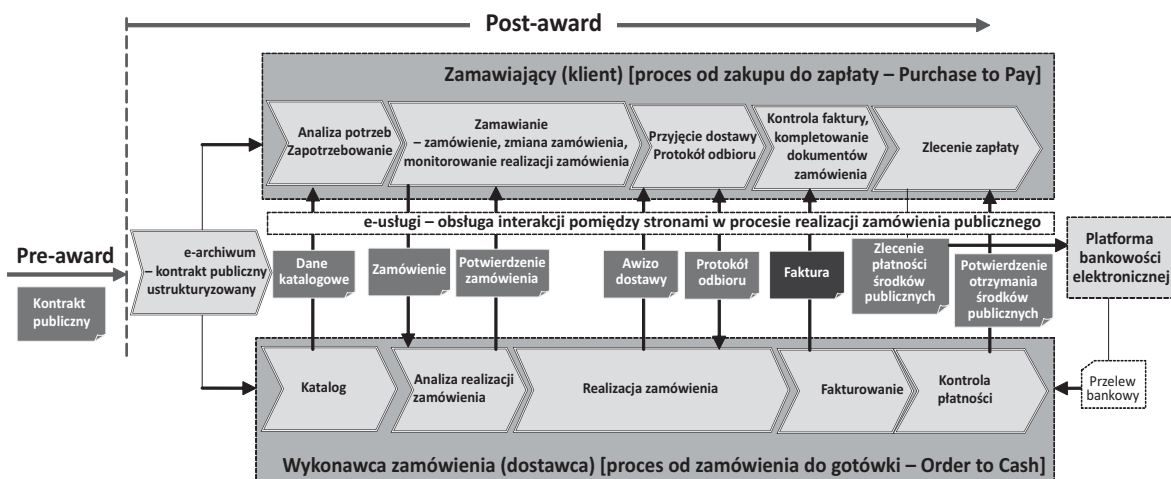 Post-award
Zamawiający (klient) [proces od zakupu do zapłaty – Purchase to Pay]
Analiza potrzeb
Zapotrzebowanie
Zamawianie
– zamówienie, zmiana zamówienia,
monitorowanie realizacji zamówienia
Przyjęcie dostawy
Protokół odbioru
Kontrola faktury,
kompletowanie
dokumentów
zamówienia
Zlecenie zapłaty
e-usługi – obsługa interakcji pomiędzy stronami w procesie realizacji zamówienia publicznego
Pre-award
Kontrakt
publiczny
e-archiwum
– kontrakt publiczny
ustrukturyzowany
Dane
katalogowe
Zamówienie
Potwierdzenie
zamówienia
Awizo
dostawy
Protokół
odbioru
Faktura
Zlecenie
płatności
środków
publicznych
Potwierdzenie
otrzymania
środków
publicznych
Platforma
bankowości
elektronicznej
Katalog
Analiza realizacji
zamówienia
Realizacja zamówienia
Fakturowanie
Kontrola
płatności
Przelew
bankowy
Wykonawca zamówienia (dostawca) [proces od zamówienia do gotówki – Order to Cash]